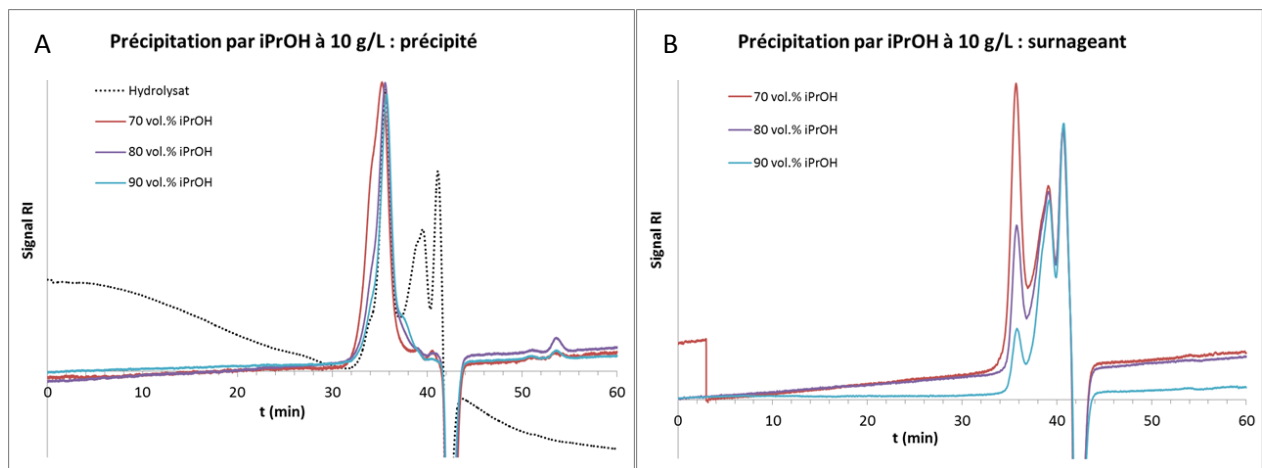 A
Précipitation par iPrOH à 10 g/L : précipité
Hydrolysat
70 vol.% iPrOH
80 vol.% iPrOH
90 vol.% iPrOH
Signal RI
0
10
20
30
40
50
60
t (min)
B
Précipitation par iPrOH à 10 g/L : surnageant
70 vol.% iPrOH
80 vol.% iPrOH
90 vol.% iPrOH
Signal RI
0
10
20
30
40
50
60
t (min)